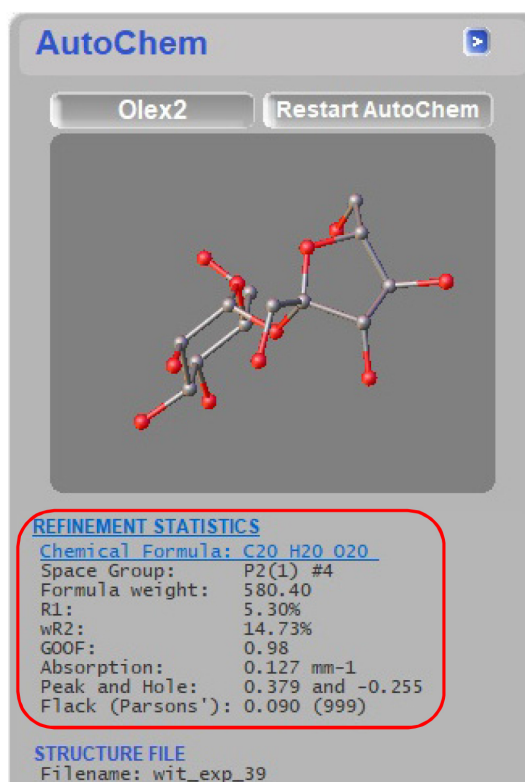 AutoChem
Olex2 Restart AutoChem
REFINEMENT STATISTICS
Chemical Formula: C20 H20 O20
Space Group: P2(1) #4
Formula weight: 580.40
R1: 5.30%
wR2: 14.73%
GOOF: 0.98
Absorption: 0.127 mm-1
Peak and Hole: 0.379 and -0.255
Flack (Parsons'): 0.090 (999)
STRUCTURE FILE
Filename: wit_exp_39